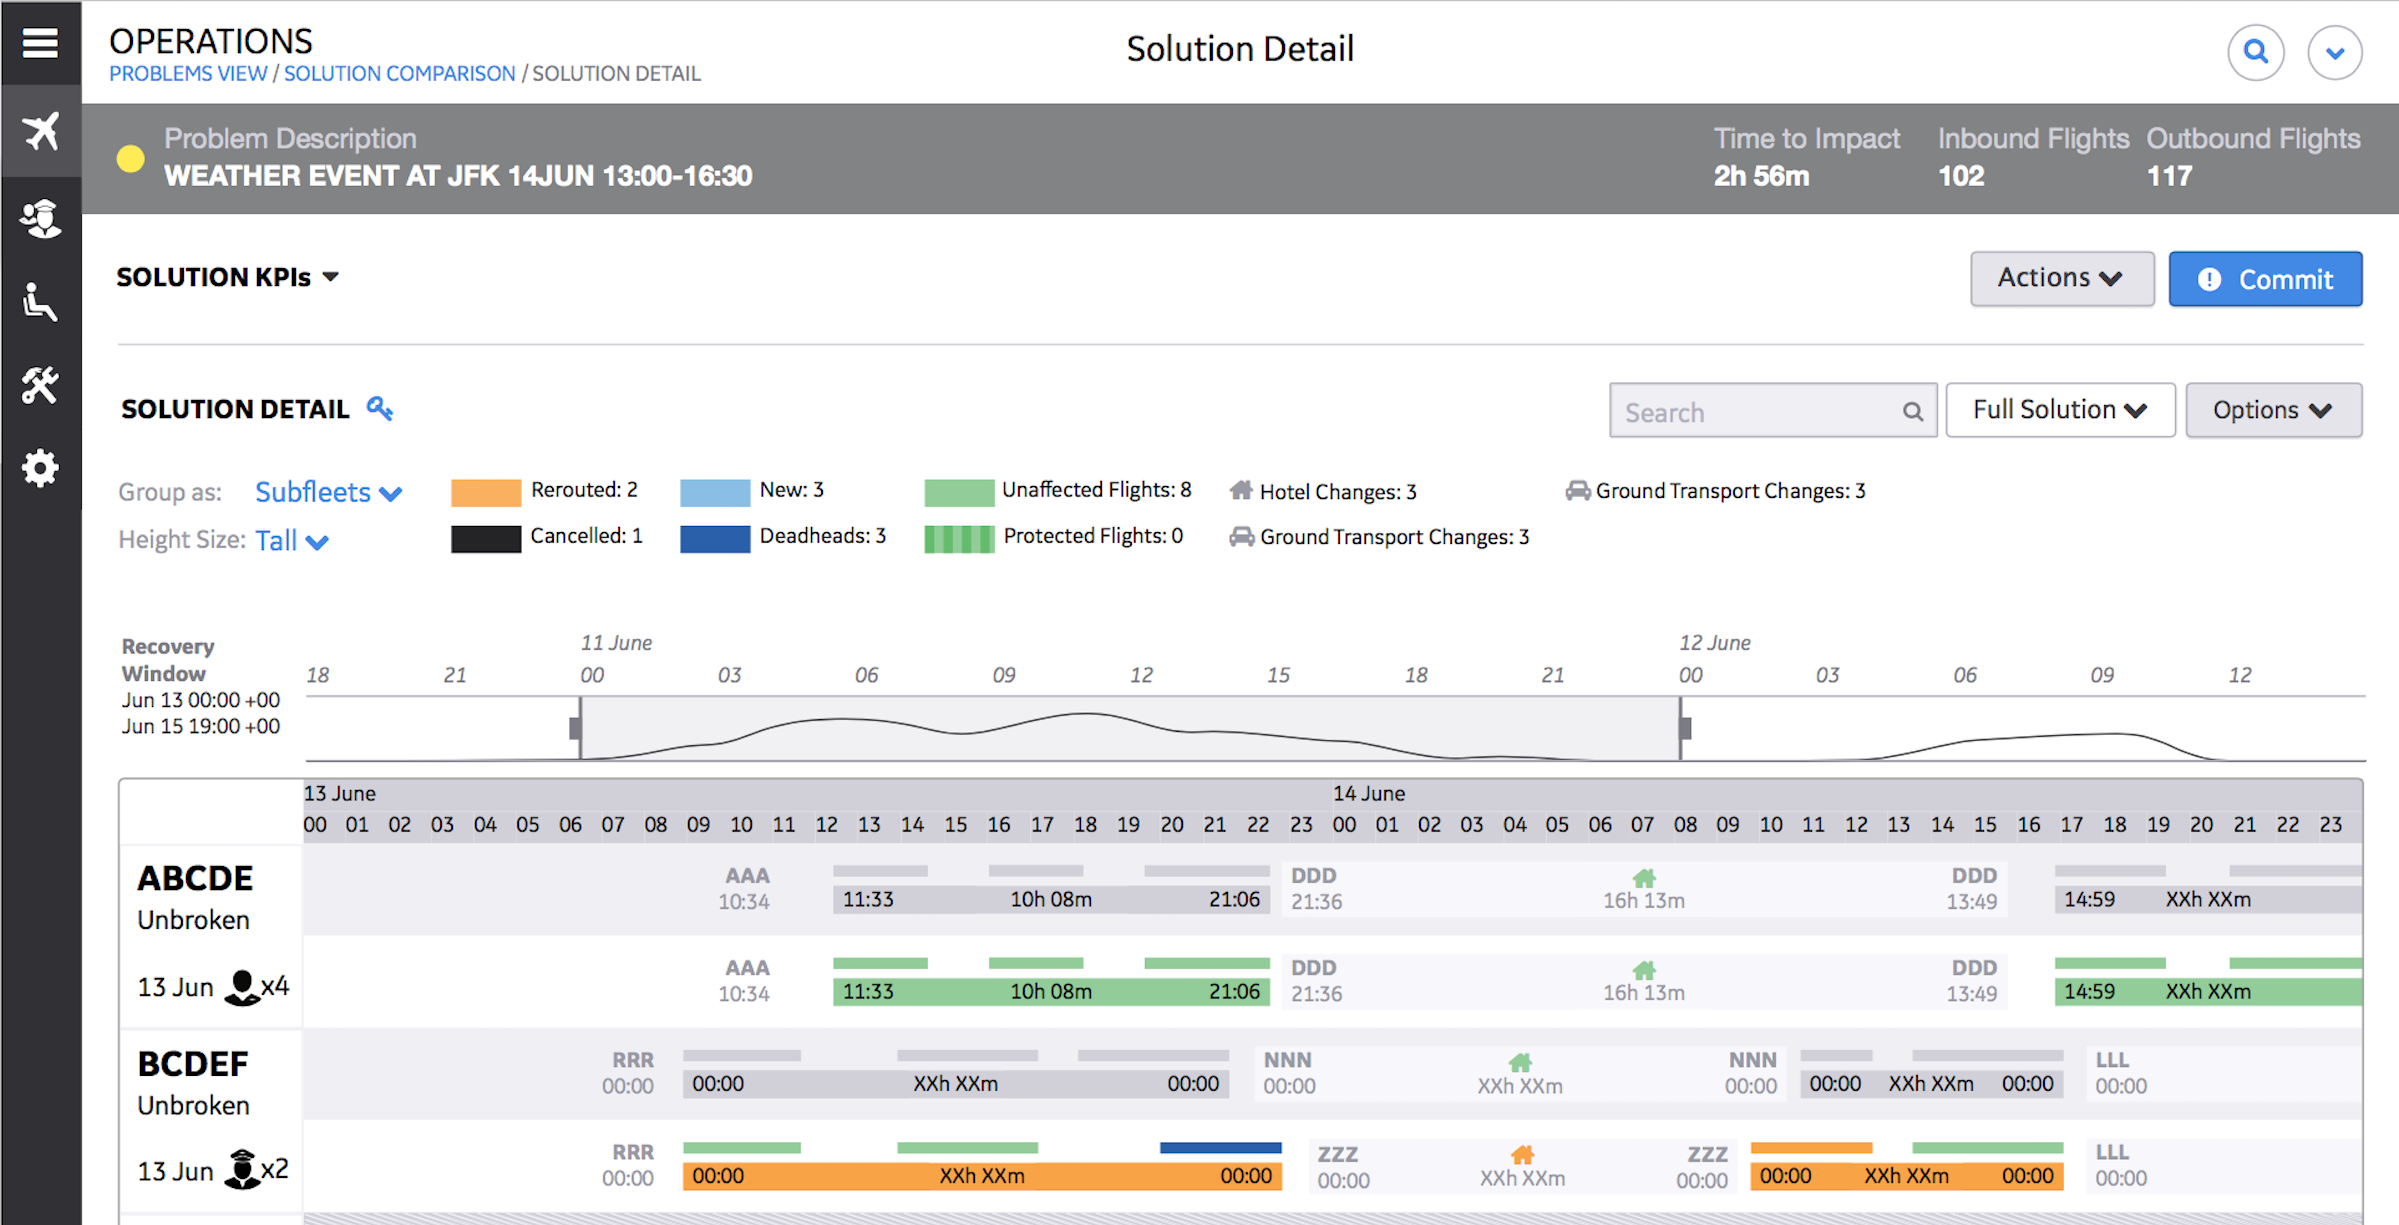 OPERATIONS
PROBLEMS VIEW / SOLUTION COMPARISON / SOLUTION DETAIL
Solution Detail
Problem Description
WEATHER EVENT AT JFK 14JUN 13:00-16:30
Time to Impact
2h 56m
Inbound Flights
102
Outbound Flights
117
SOLUTION KPIs
Actions
Commit
SOLUTION DETAIL
Search
Full Solution
Options
Group as: Subfleets
Height Size: Tall
Rerouted: 2
New: 3
Unaffected Flights: 8
Hotel Changes: 3
Ground Transport Changes: 3
Cancelled: 1
Deadheads: 3
Protected Flights: 0
Ground Transport Changes: 3
Recovery
Window
Jun 13 00:00 +00
Jun 15 19:00 +00
11 June
12 June
18 21 00 03 06 09 12 15 18 21 00 03 06 09 12
13 June
14 June
00 01 02 03 04 05 06 07 08 09 10 11 12 13 14 15 16 17 18 19 20 21 22 23 00 01 02 03 04 05 06 07 08 09 10 11 12 13 14 15 16 17 18 19 20 21 22 23
ABCDE
Unbroken
AAA
10:34
11:33 10h 08m 21:06
DDD
21:36
16h 13m
DDD
13:49
14:59 XXh XXm
13 Jun x4
AAA
10:34
11:33 10h 08m 21:06
DDD
21:36
16h 13m
DDD
13:49
14:59 XXh XXm
BCDEF
Unbroken
RRR
00:00
00:00 XXh XXm 00:00
NNN
00:00
XXh XXm
NNN
00:00
00:00 XXh XXm 00:00
LLL
00:00
13 Jun x2
RRR
00:00
00:00 XXh XXm 00:00
ZZZ
00:00
XXh XXm
ZZZ
00:00
00:00 XXh XXm 00:00
LLL
00:00